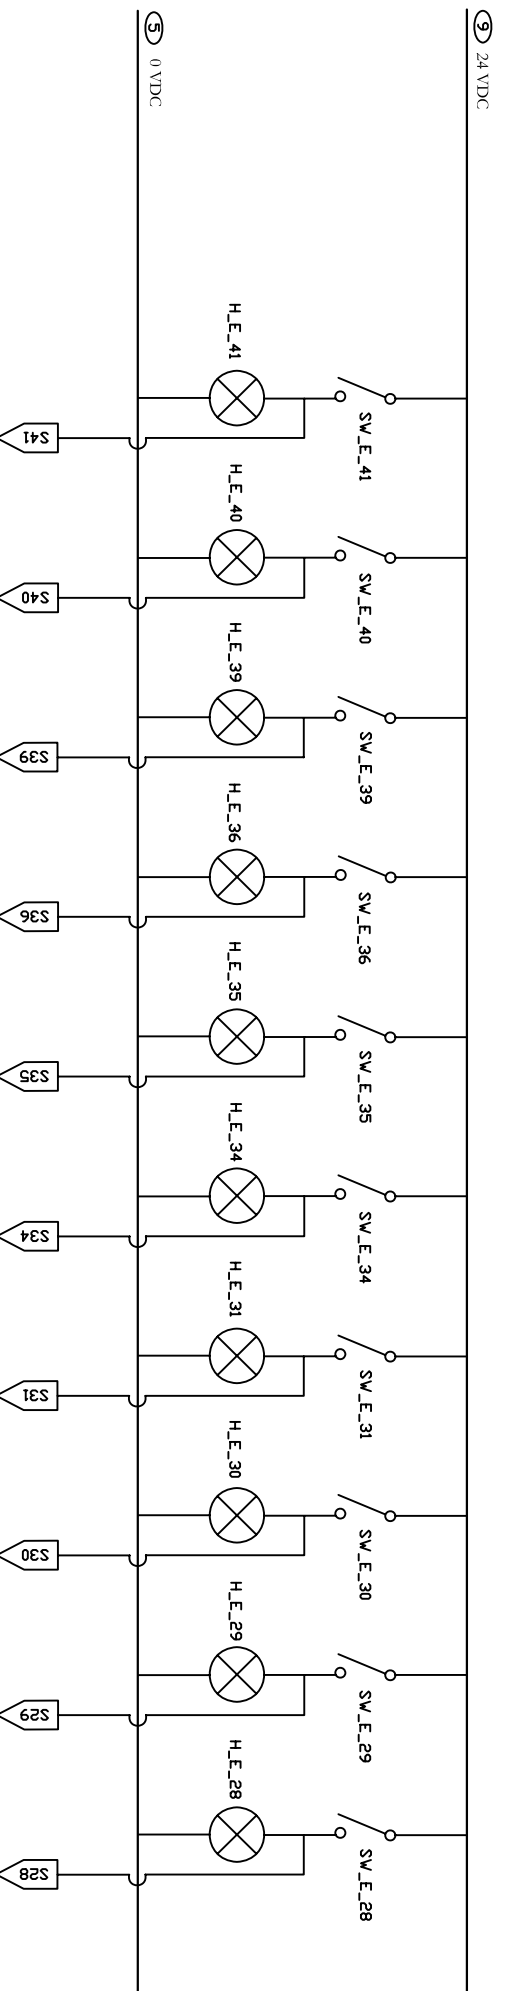 9 24 VDC
SW_E_41
SW_E_40
SW_E_39
SW_E_36
SW_E_35
SW_E_34
SW_E_31
SW_E_30
SW_E_29
SW_E_28
H_E_41
H_E_40
H_E_39
H_E_36
H_E_35
H_E_34
H_E_31
H_E_30
H_E_29
H_E_28
5 0 VDC
S41
S40
S39
S36
S35
S34
S31
S30
S29
S28